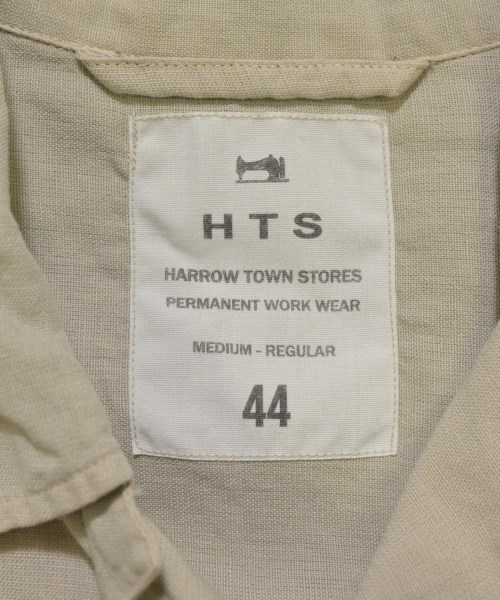 HTS
HARROW TOWN STORES
PERMANENT WORK WEAR
MEDIUM - REGULAR
44